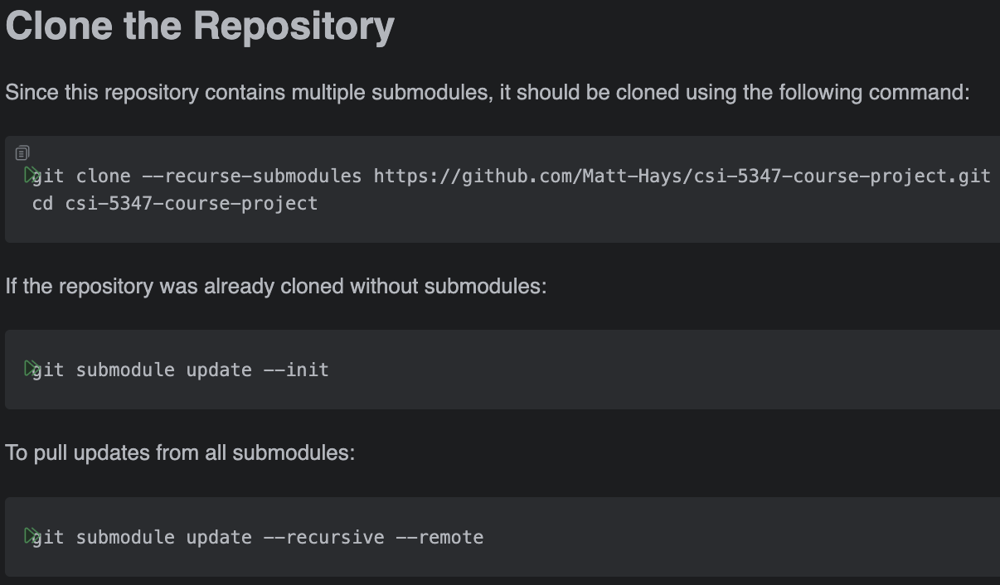 Clone the Repository
Since this repository contains multiple submodules, it should be cloned using the following command:
git clone --recurse-submodules https://github.com/Matt-Hays/csi-5347-course-project.git
cd csi-5347-course-project
If the repository was already cloned without submodules:
git submodule update --init
To pull updates from all submodules:
git submodule update --recursive --remote